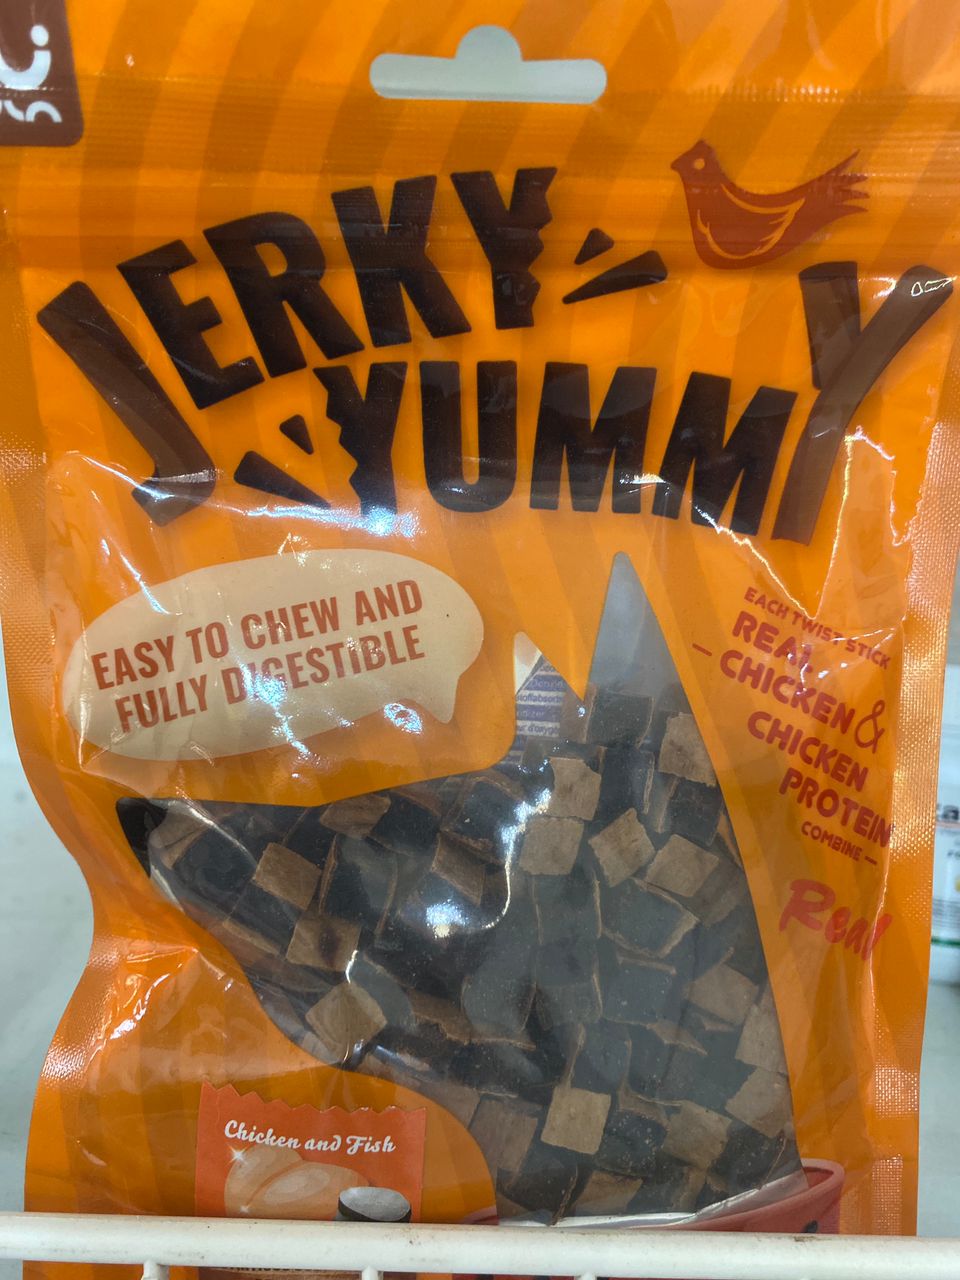 JERKY
YUMMY
EASY TO CHEW AND
FULLY DIGESTIBLE
EACH TWIST STICK
REAL
– CHICKEN &
CHICKEN
PROTEIN
COMBINE –
Real
Chicken and Fish